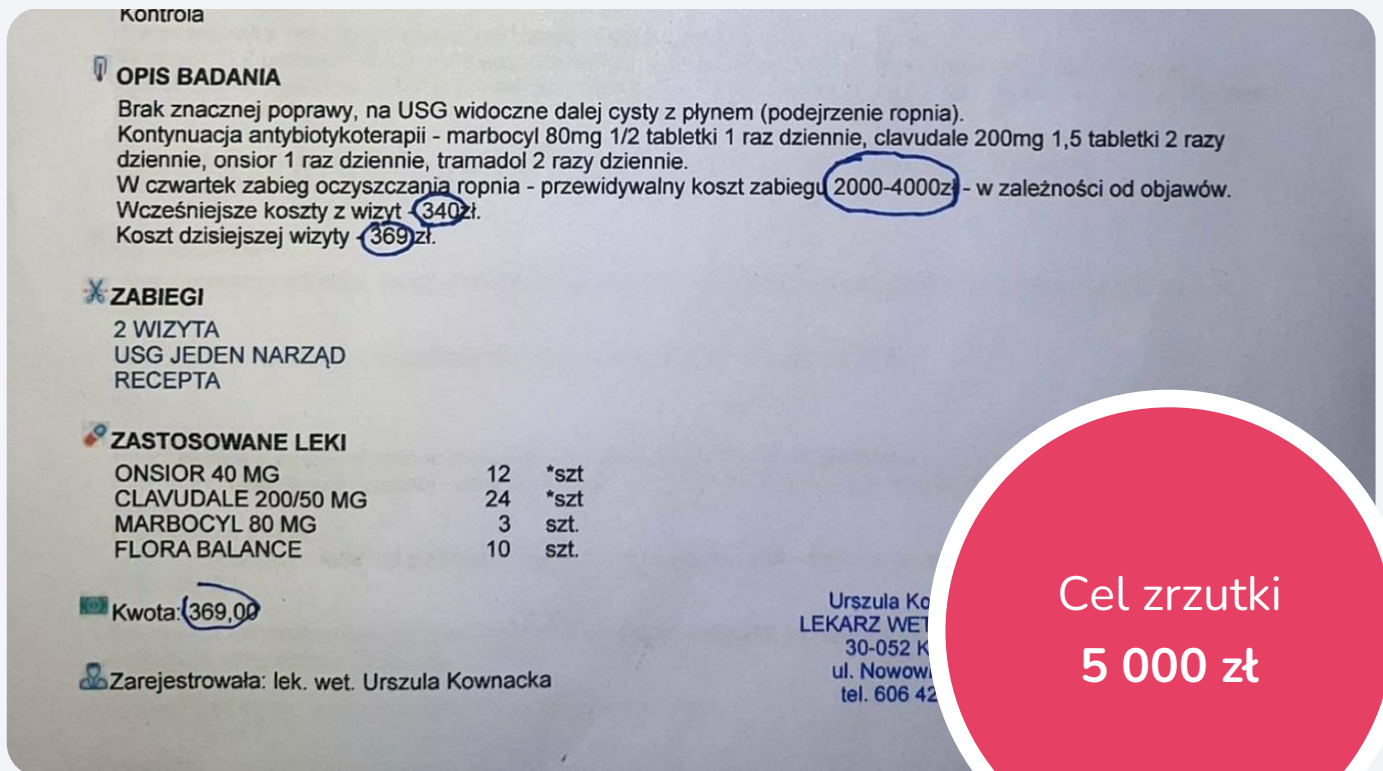 Kontrola
OPIS BADANIA
Brak znacznej poprawy, na USG widoczne dalej cysty z płynem (podejrzenie ropnia).
Kontynuacja antybiotykoterapii - marbocyl 80mg 1/2 tabletki 1 raz dziennie, clavudale 200mg 1,5 tabletki 2 razy
dziennie, onsior 1 raz dziennie, tramadol 2 razy dziennie.
W czwartek zabieg oczyszczania ropnia - przewidywalny koszt zabiegu 2000-4000zł - w zależności od objawów.
Wcześniejsze koszty z wizyt - 340zł.
Koszt dzisiejszej wizyty - 369 zł.
ZABIEGI
2 WIZYTA
USG JEDEN NARZĄD
RECEPTA
ZASTOSOWANE LEKI
ONSIOR 40 MG 12 *szt
CLAVUDALE 200/50 MG 24 *szt
MARBOCYL 80 MG 3 szt.
FLORA BALANCE 10 szt.
Kwota: 369,00
Zarejestrowała: lek. wet. Urszula Kownacka
Urszula Ko
LEKARZ WET
30-052 K
ul. Nowow
tel. 606 42
Cel zrzutki
5 000 zł